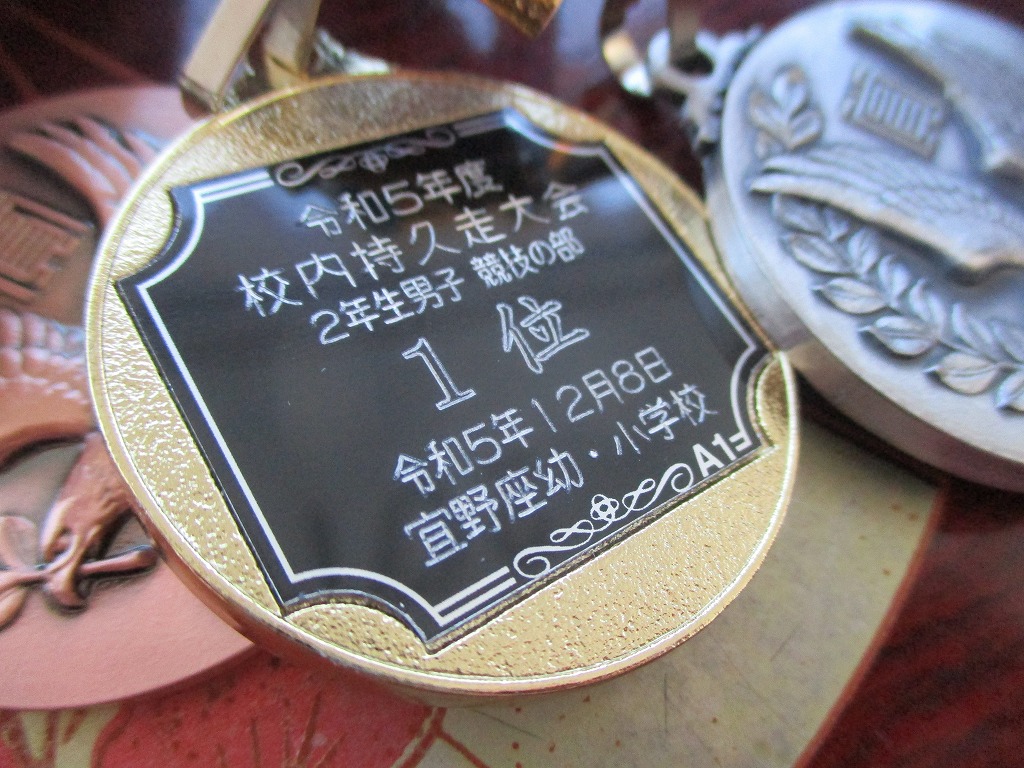 令和5年度
校内持久走大会
2年生男子 競技の部
1位
令和5年12月8日
宜野座幼・小学校